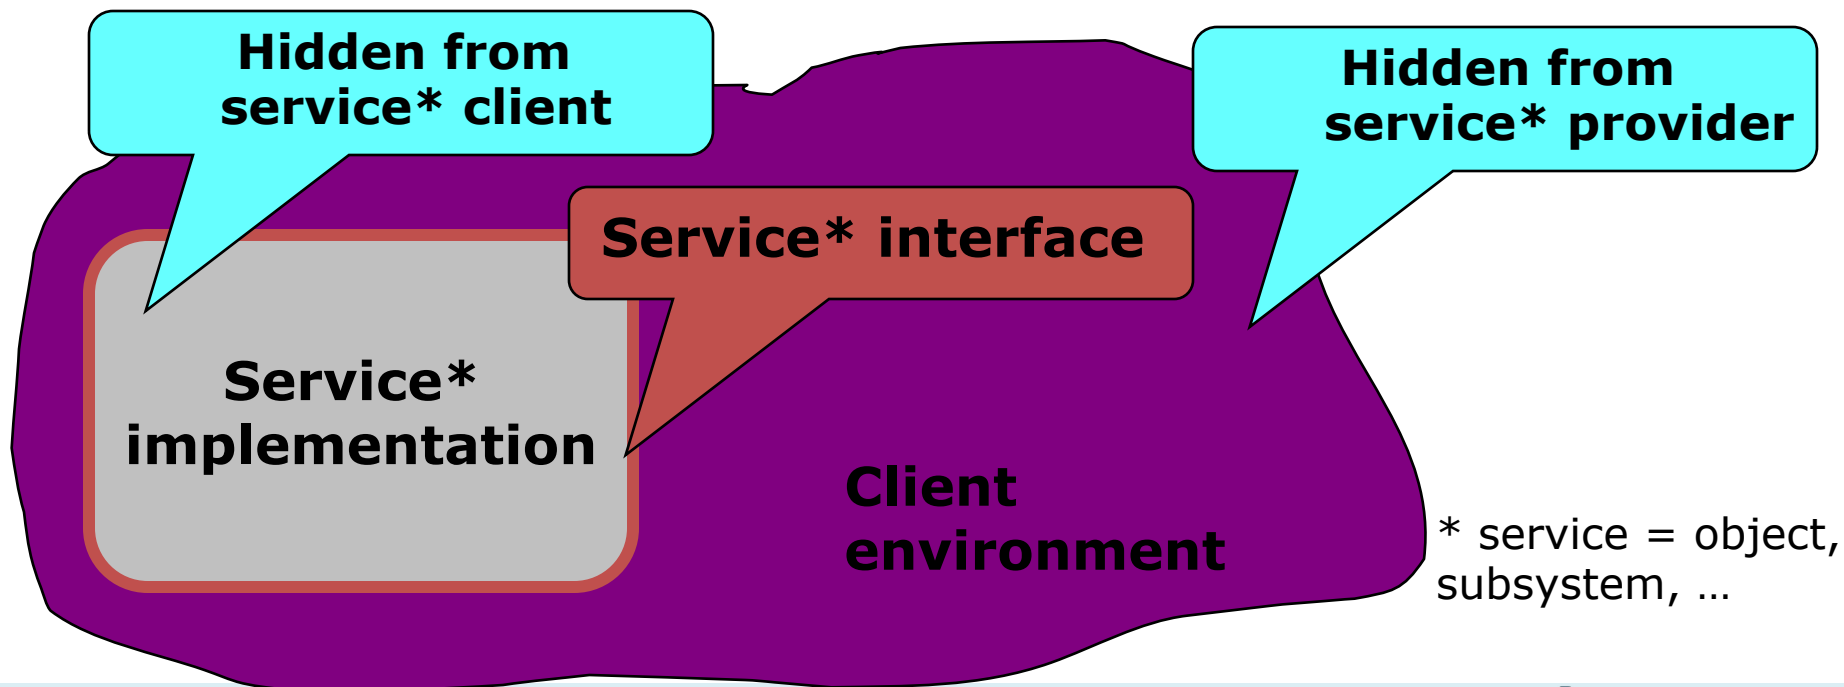 Hidden from
service* client
Hidden from
service* provider
Service* interface
Service*
implementation
Client
environment
* service = object,
subsystem, …